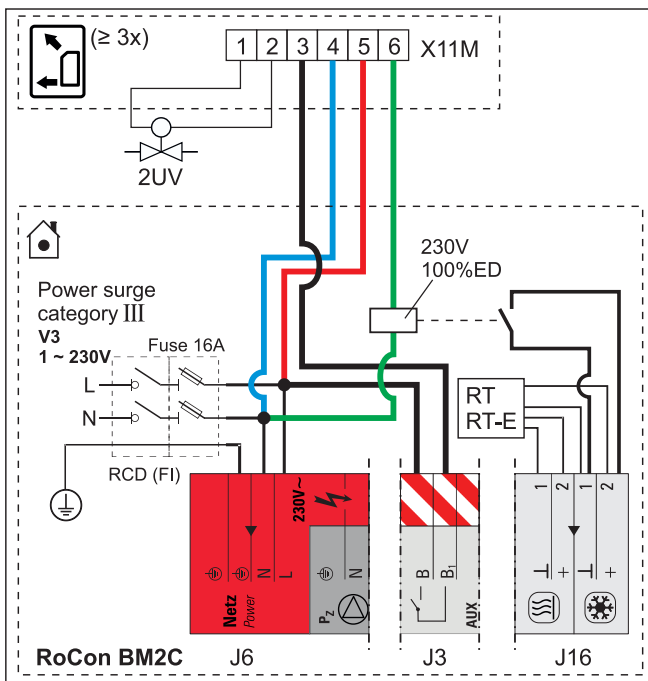 (≥ 3x)
1 2 3 4 5 6 X11M
2UV
230V
100%ED
Power surge
category III
V3
1 ~ 230V
Fuse 16A
L
N
RCD (FI)
RT
RT-E
230V~
N
L
Netz
Power
N
PZ
B
B1
AUX
1
2
1
2
+
+
RoCon BM2C
J6
J3
J16